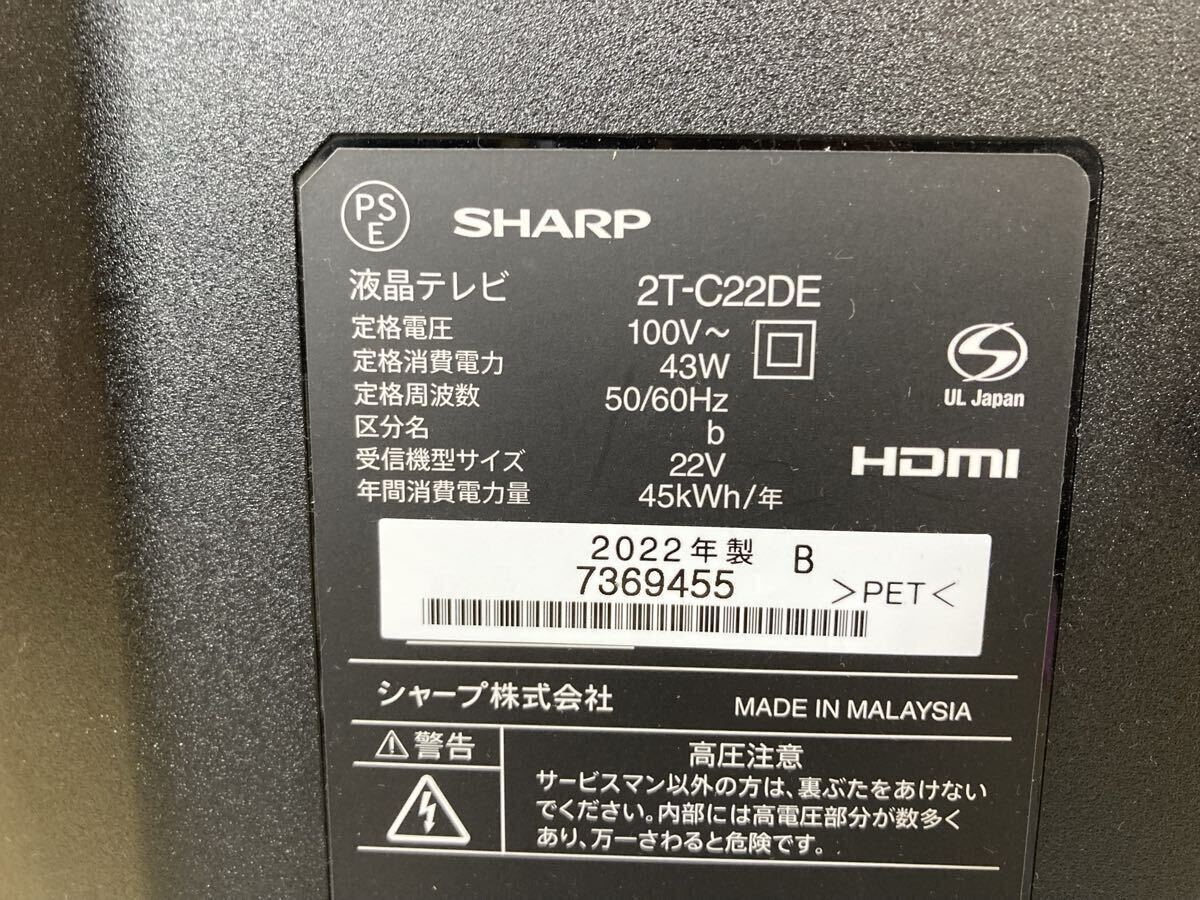 PS
E
SHARP
液晶テレビ 2T-C22DE
定格電圧 100V～
定格消費電力 43W
定格周波数 50/60Hz
区分名 b
受信機型サイズ 22V
年間消費電力量 45kWh/年
S
UL Japan
HDMI
2022年製 B
7369455 >PET<
シャープ株式会社 MADE IN MALAYSIA
⚠警告
高圧注意
サービスマン以外の方は、裏ぶたをあけない
でください。内部には高電圧部分が数多く
あり、万一さわると危険です。